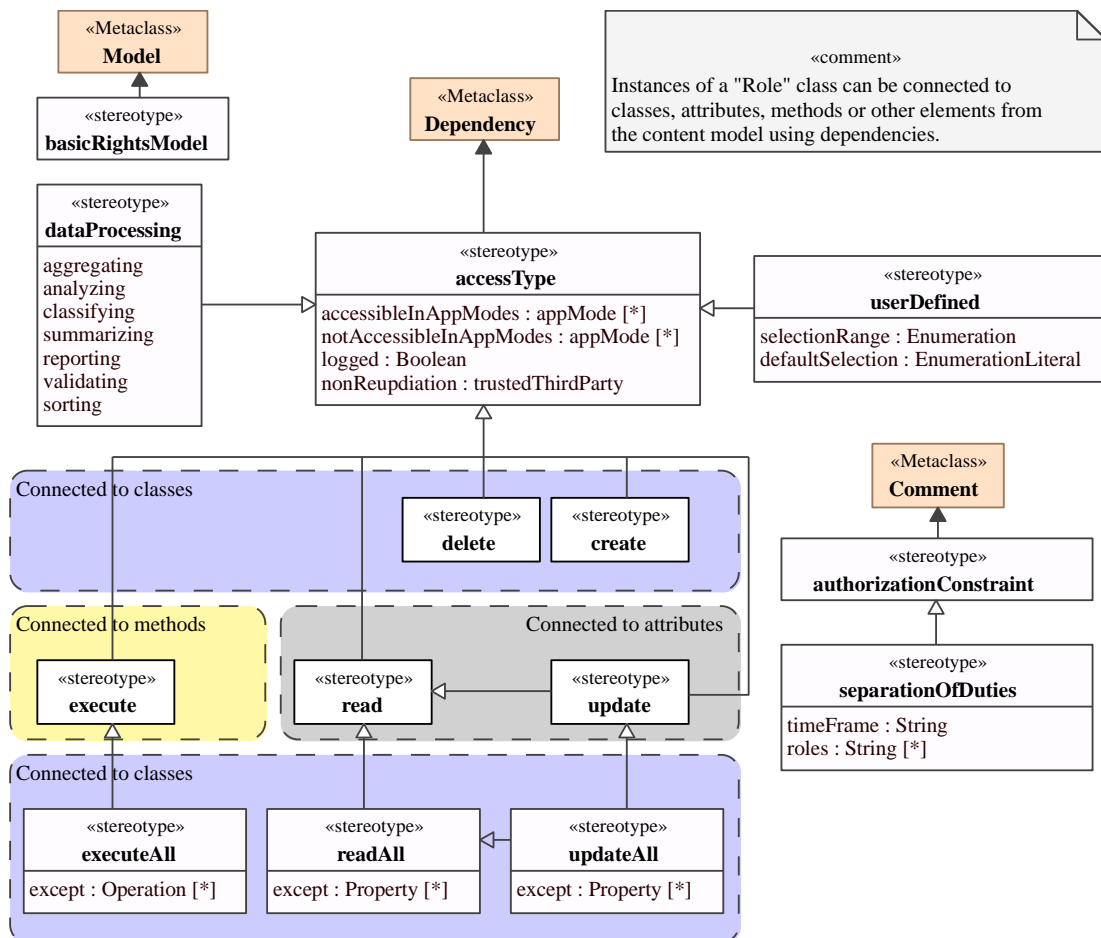 «Metaclass»
Model
«stereotype»
basicRightsModel
«Metaclass»
Dependency
«comment»
Instances of a "Role" class can be connected to
classes, attributes, methods or other elements from
the content model using dependencies.
«stereotype»
dataProcessing
aggregating
analyzing
classifying
summarizing
reporting
validating
sorting
«stereotype»
accessType
accessibleInAppModes : appMode [*]
notAccessibleInAppModes : appMode [*]
logged : Boolean
nonReupdiation : trustedThirdParty
«stereotype»
userDefined
selectionRange : Enumeration
defaultSelection : EnumerationLiteral
Connected to classes
«stereotype»
delete
«stereotype»
create
«Metaclass»
Comment
«stereotype»
authorizationConstraint
«stereotype»
separationOfDuties
timeFrame : String
roles : String [*]
Connected to methods
«stereotype»
execute
Connected to attributes
«stereotype»
read
«stereotype»
update
Connected to classes
«stereotype»
executeAll
except : Operation [*]
«stereotype»
readAll
except : Property [*]
«stereotype»
updateAll
except : Property [*]